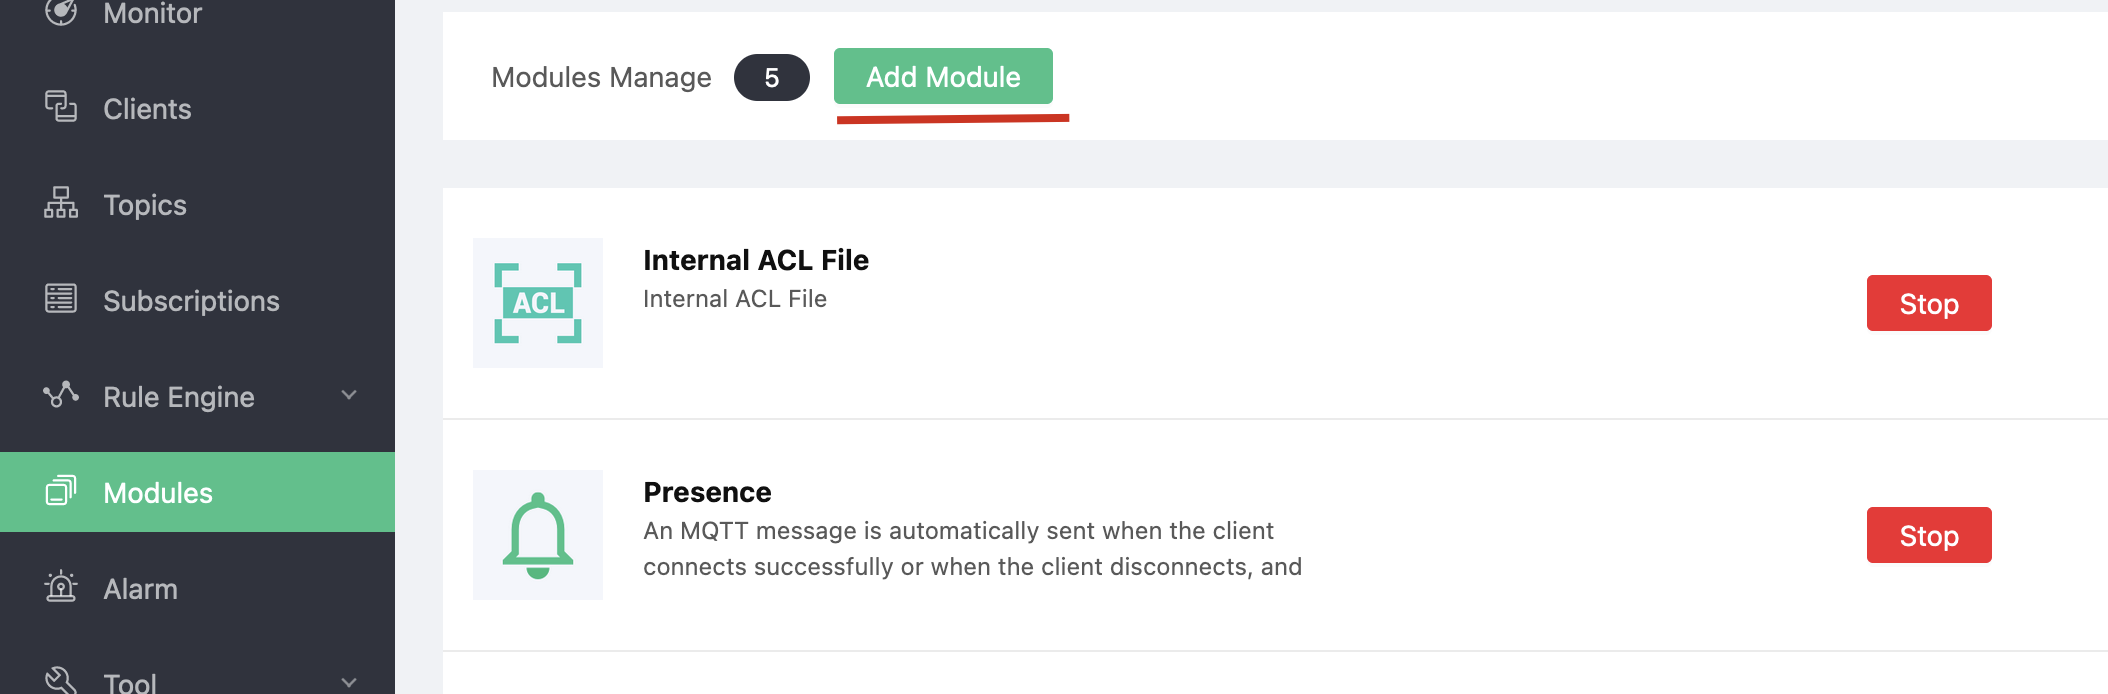 Monitor
Clients
Topics
Subscriptions
Rule Engine
Modules
Alarm
Tool
Modules Manage 5 Add Module
ACL
Internal ACL File
Internal ACL File
Stop
Presence
An MQTT message is automatically sent when the client
connects successfully or when the client disconnects, and
Stop